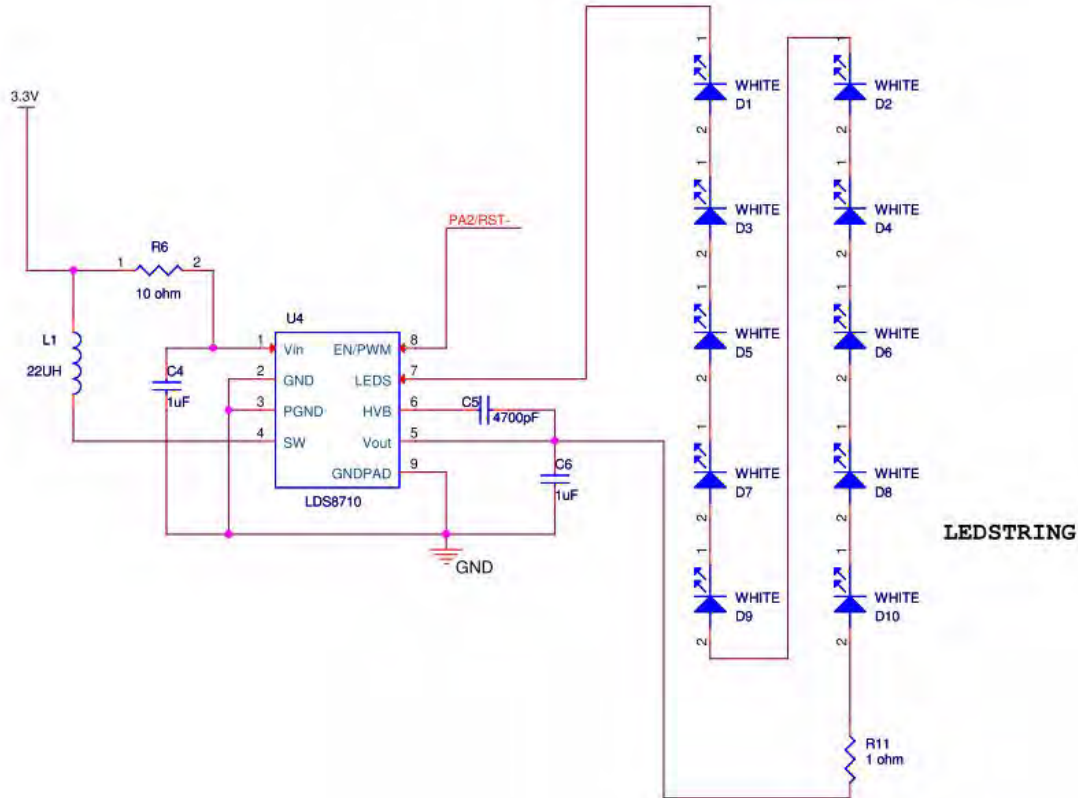 3.3V
1
R6
2
10 ohm
L1
22UH
C4
1uF
U4
1
Vin
2
GND
3
PGND
4
SW
EN/PWM
8
LEDS
7
HVB
6
Vout
5
GNDPAD
9
LDS8710
PA2/RST-
C5
4700pF
C6
1uF
GND
1
WHITE
D1
2
1
WHITE
D3
2
1
WHITE
D5
2
1
WHITE
D7
2
1
WHITE
D9
2
1
WHITE
D2
2
1
WHITE
D4
2
1
WHITE
D6
2
1
WHITE
D8
2
1
WHITE
D10
2
R11
1 ohm
LEDSTRING